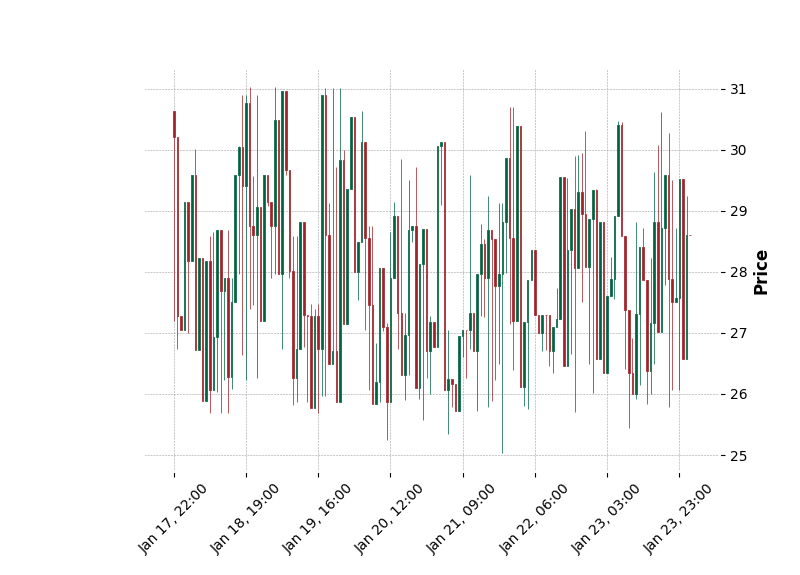 31
30
29
28
27
26
25
Price
Jan 17, 22:00
Jan 18, 19:00
Jan 19, 16:00
Jan 20, 12:00
Jan 21, 09:00
Jan 22, 06:00
Jan 23, 03:00
Jan 23, 23:00